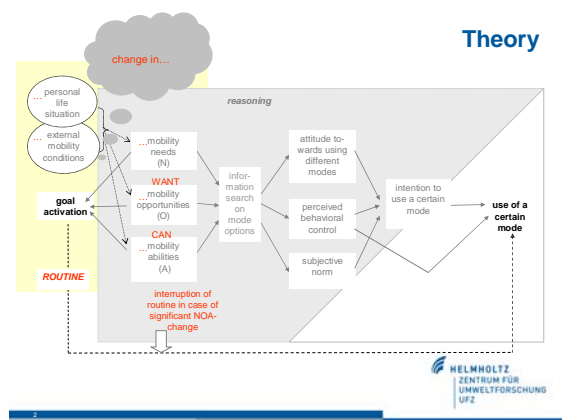 Theory
change in…
reasoning
… personal
life
situation
… external
mobility
conditions
…mobility
needs
(N)
WANT
…mobility
opportunities
(O)
CAN
…mobility
abilities
(A)
goal
activation
ROUTINE
infor-
mation
search
on
mode
options
attitude to-
wards using
different
modes
perceived
behavioral
control
subjective
norm
intention to
use a certain
mode
use of a
certain
mode
interruption of
routine in case of
significant NOA-
change
HELMHOLTZ
ZENTRUM FÜR
UMWELTFORSCHUNG
UFZ
2